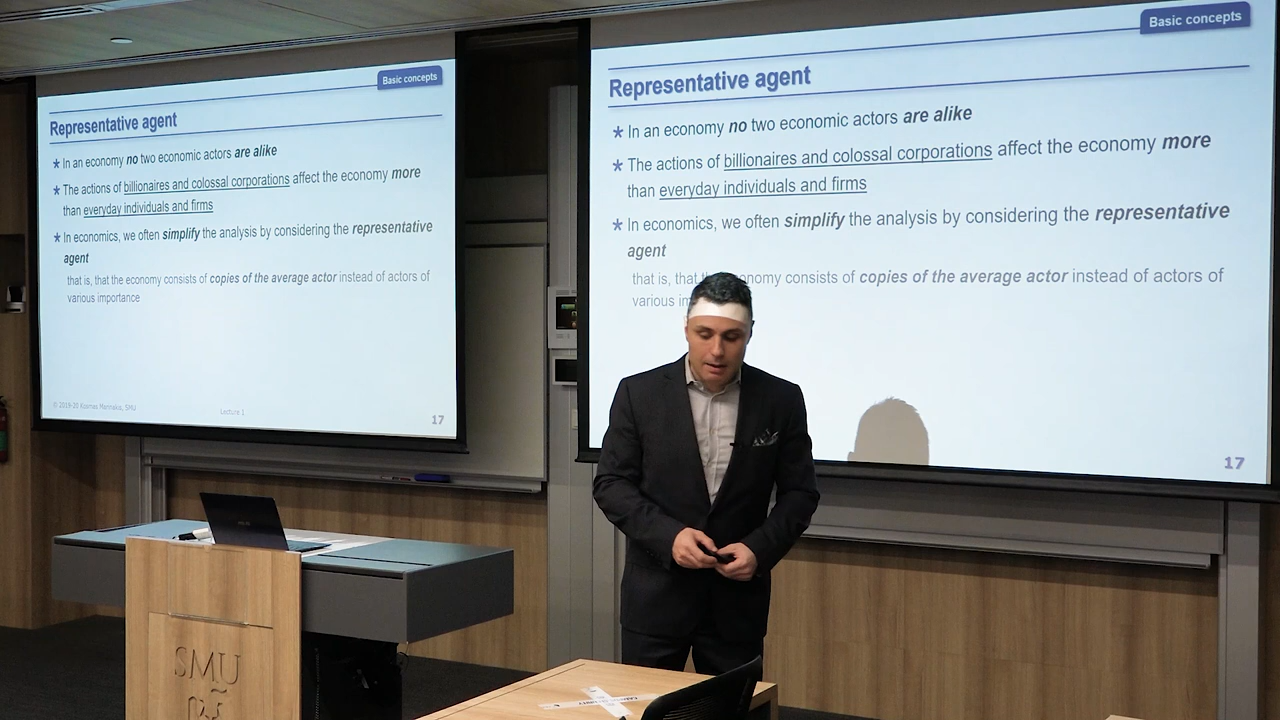 Basic concepts
Representative agent
* In an economy no two economic actors are alike
* The actions of billionaires and colossal corporations affect the economy more
than everyday individuals and firms
* In economics, we often simplify the analysis by considering the representative
agent
that is, that the economy consists of copies of the average actor instead of actors of
various importance
© 2019-20 Kosmas Marinakis, SMU
Lecture 1
17
Basic concepts
Representative agent
* In an economy no two economic actors are alike
* The actions of billionaires and colossal corporations affect the economy more
than everyday individuals and firms
* In economics, we often simplify the analysis by considering the representative
agent
that is, that onomy consists of copies of the average actor instead of actors of
various im
17
SMU